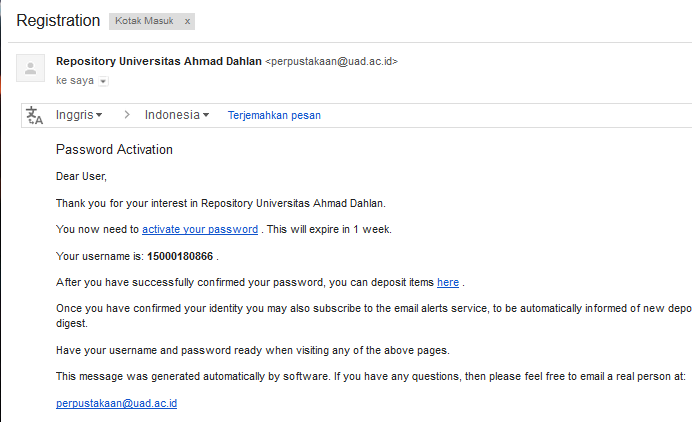 Registration Kotak Masuk x
Repository Universitas Ahmad Dahlan <perpustakaan@uad.ac.id>
ke saya
Inggris > Indonesia Terjemahkan pesan
Password Activation
Dear User,
Thank you for your interest in Repository Universitas Ahmad Dahlan.
You now need to activate your password . This will expire in 1 week.
Your username is: 15000180866 .
After you have successfully confirmed your password, you can deposit items here .
Once you have confirmed your identity you may also subscribe to the email alerts service, to be automatically informed of new depo
digest.
Have your username and password ready when visiting any of the above pages.
This message was generated automatically by software. If you have any questions, then please feel free to email a real person at:
perpustakaan@uad.ac.id